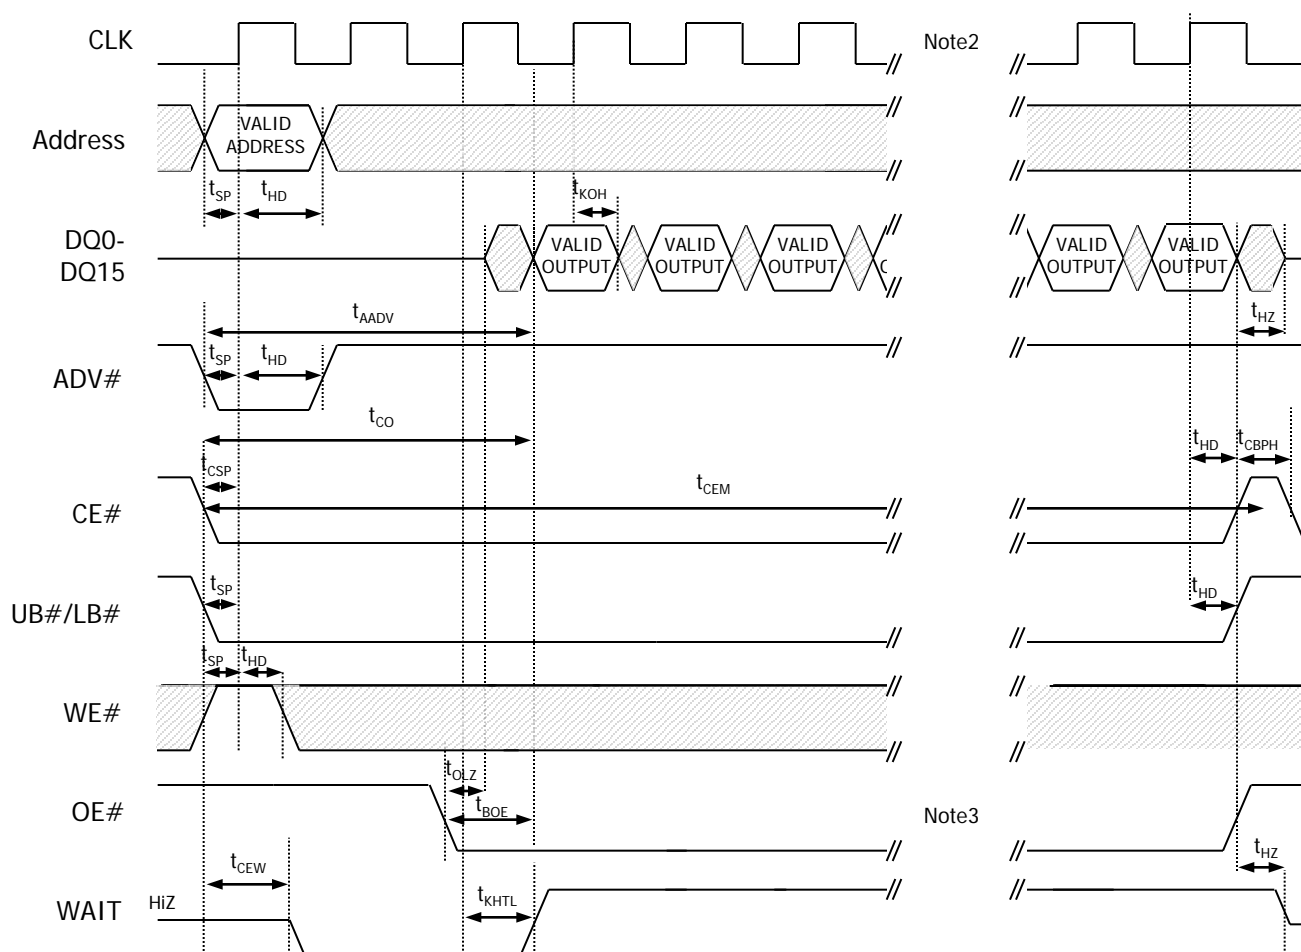 CLK
Note2
Address
VALID
ADDRESS
tSP
tHD
tKOH
DQ0-
DQ15
VALID
OUTPUT
VALID
OUTPUT
VALID
OUTPUT
VALID
OUTPUT
VALID
OUTPUT
tAADV
tHZ
ADV#
tSP
tHD
tCO
tHD
tCBPH
tCSP
tCEM
CE#
UB#/LB#
tSP
tHD
tSP
tHD
WE#
tOLZ
OE#
tBOE
Note3
tCEW
tHZ
WAIT
HiZ
tKHTL